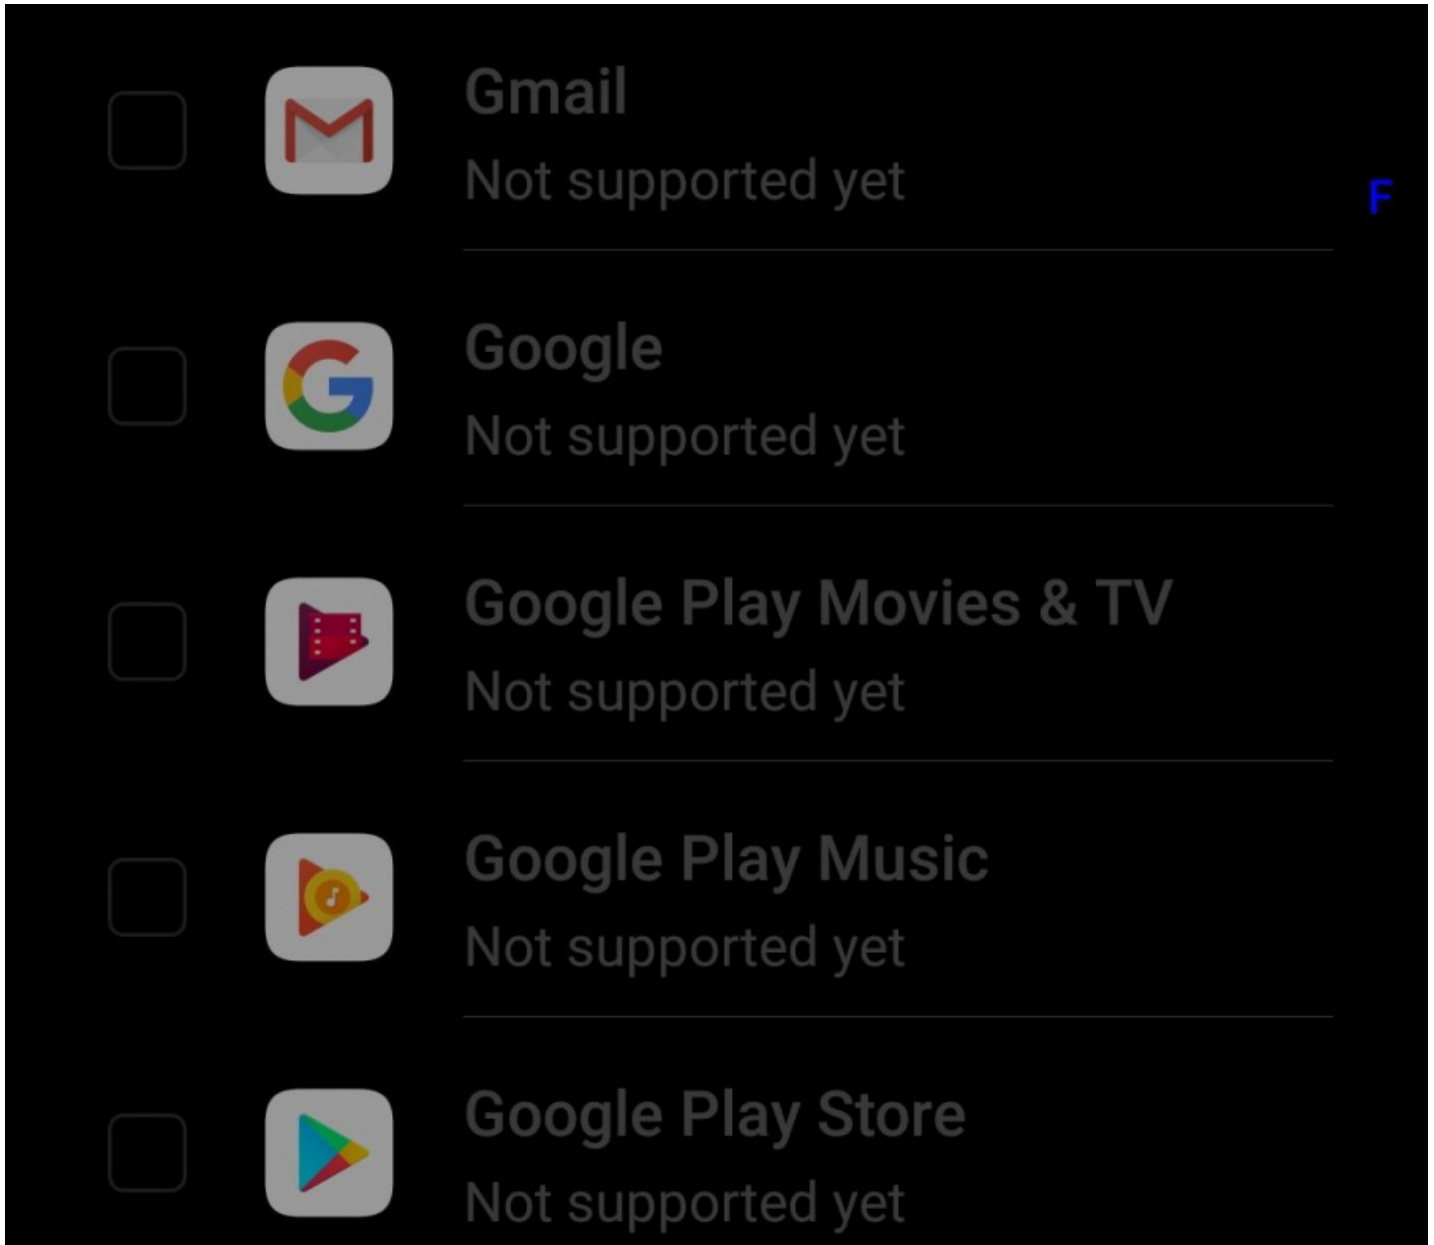 Gmail
Not supported yet
F
Google
Not supported yet
Google Play Movies & TV
Not supported yet
Google Play Music
Not supported yet
Google Play Store
Not supported yet